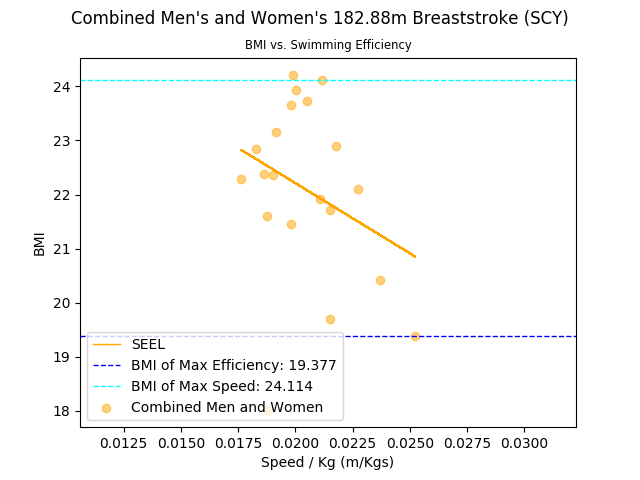 Combined Men's and Women's 182.88m Breaststroke (SCY)
BMI vs. Swimming Efficiency
24
23
22
21
20
19
18
BMI
SEEL
BMI of Max Efficiency: 19.377
BMI of Max Speed: 24.114
Combined Men and Women
0.0125 0.0150 0.0175 0.0200 0.0225 0.0250 0.0275 0.0300
Speed / Kg (m/Kgs)